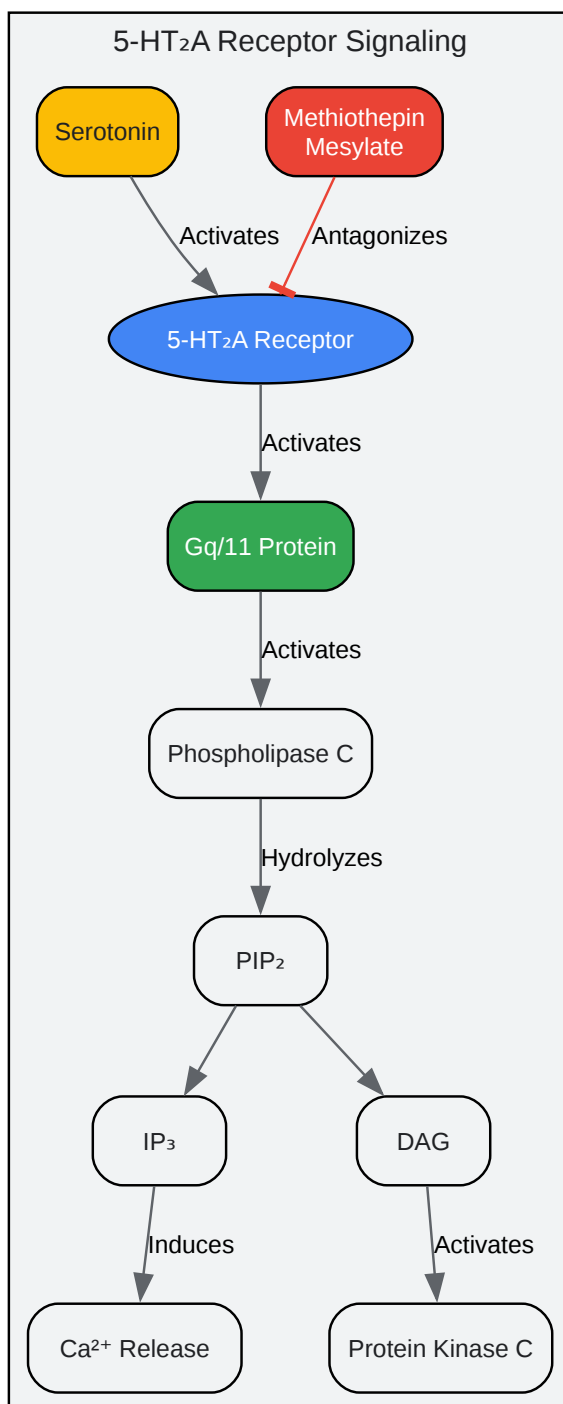 5-HT₂A Receptor Signaling
Serotonin
Methiothepin
Mesylate
Activates
Antagonizes
5-HT₂A Receptor
Activates
Gq/11 Protein
Activates
Phospholipase C
Hydrolyzes
PIP₂
IP₃
DAG
Induces
Activates
Ca²⁺ Release
Protein Kinase C